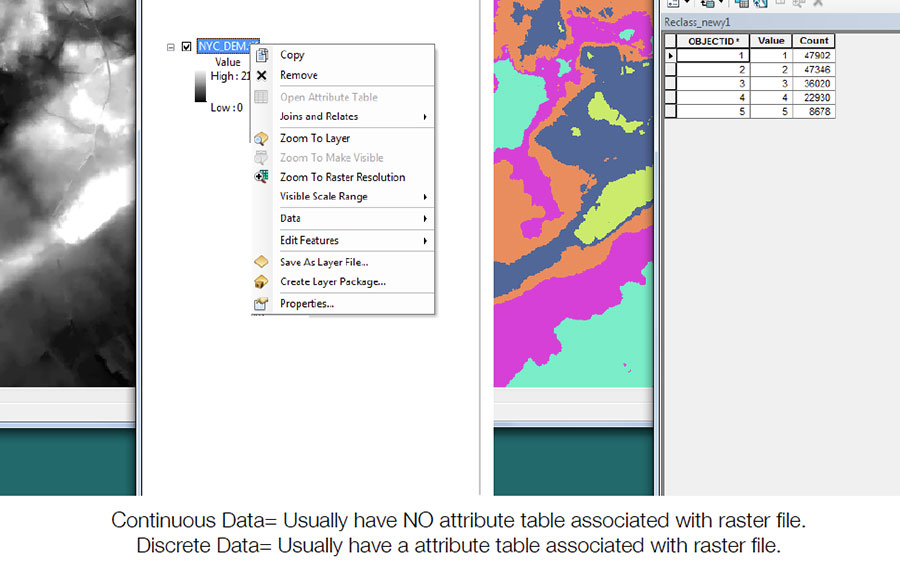 NYC_DEM.
Value
High : 21
Low : 0
Copy
Remove
Open Attribute Table
Joins and Relates
Zoom To Layer
Zoom To Make Visible
Zoom To Raster Resolution
Visible Scale Range
Data
Edit Features
Save As Layer File...
Create Layer Package...
Properties...
Reclass_newy1
OBJECTID * Value Count
1 1 47902
2 2 47346
3 3 36020
4 4 22930
5 5 8678
Continuous Data= Usually have NO attribute table associated with raster file.
Discrete Data= Usually have a attribute table associated with raster file.